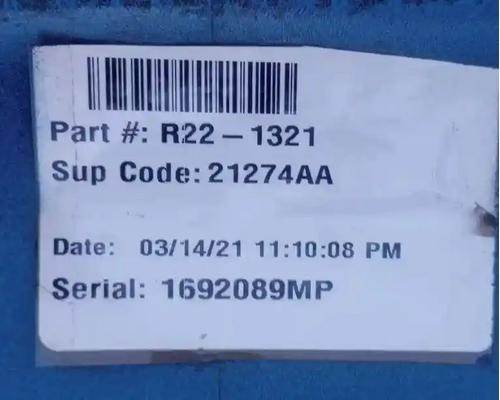 Part #: R22-1321
Sup Code: 21274AA
Date: 03/14/21 11:10:08 PM
Serial: 1692089MP